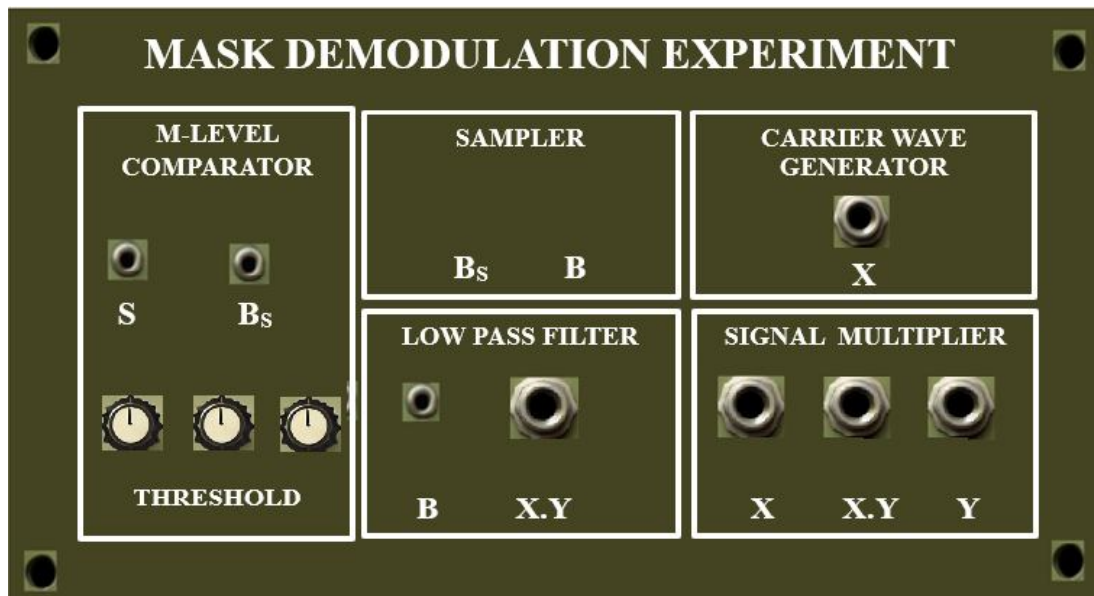 MASK DEMODULATION EXPERIMENT
M-LEVEL
COMPARATOR
S BS
THRESHOLD
SAMPLER
BS B
CARRIER WAVE
GENERATOR
X
LOW PASS FILTER
B X.Y
SIGNAL MULTIPLIER
X X.Y Y